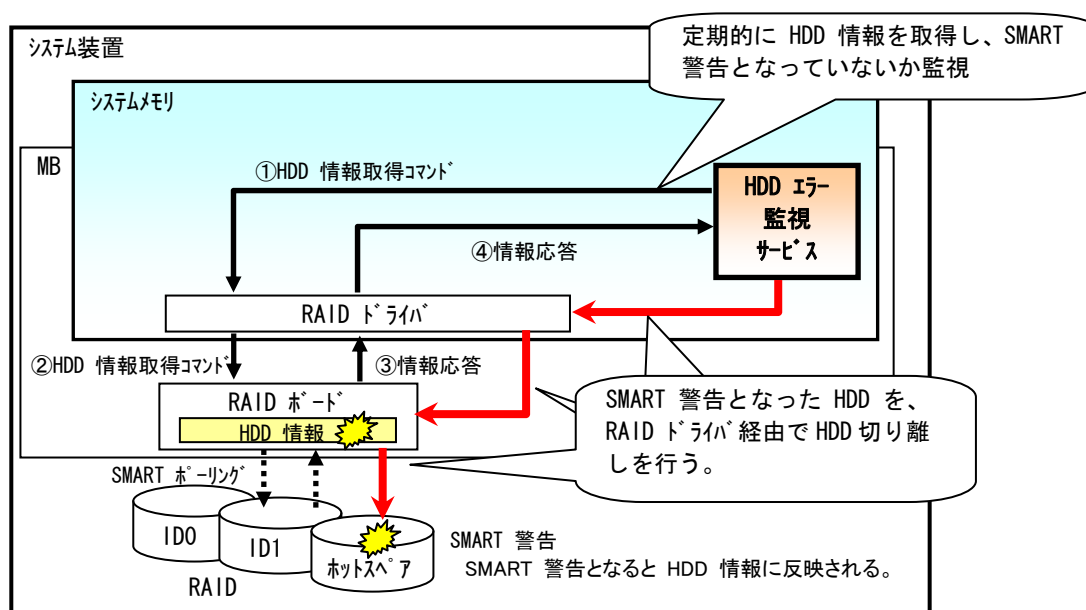 システム装置
定期的に HDD 情報を取得し、SMART
警告となっていないか監視
システムメモリ
MB
①HDD 情報取得コマンド
HDD エラー
監視
サービス
④情報応答
RAID ドライバ
②HDD 情報取得コマンド
③情報応答
RAID ボード
HDD 情報
SMART 警告となった HDD を、
RAID ドライバ経由で HDD 切り離
しを行う。
SMART ポーリング
ID0
ID1
ホットスペア
RAID
SMART 警告
SMART 警告となると HDD 情報に反映される。